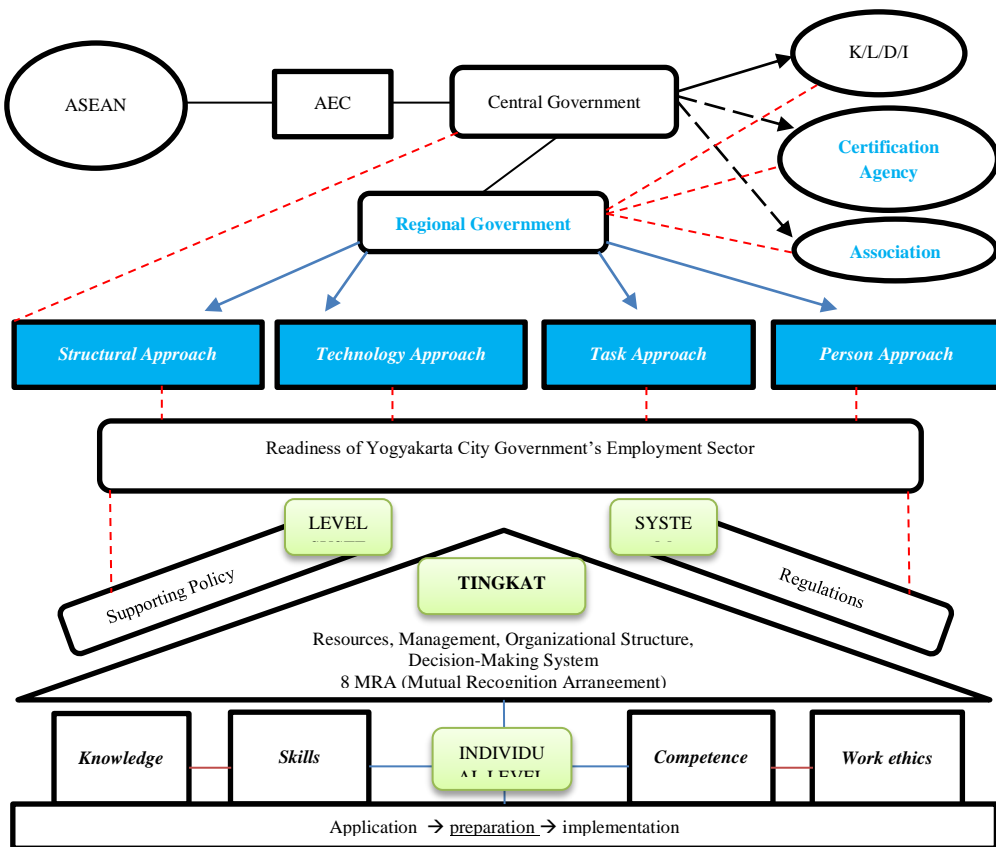 K/L/D/I
ASEAN
AEC
Central Government
Certification
Agency
Regional Government
Association
Structural Approach
Technology Approach
Task Approach
Person Approach
Readiness of Yogyakarta City Government's Employment Sector
LEVEL
SYSTE
Supporting Policy
Regulations
TINGKAT
Resources, Management, Organizational Structure,
Decision-Making System
8 MRA (Mutual Recognition Arrangement)
Knowledge
Skills
INDIVIDU
AL LEVEL
Competence
Work ethics
Application → preparation → implementation